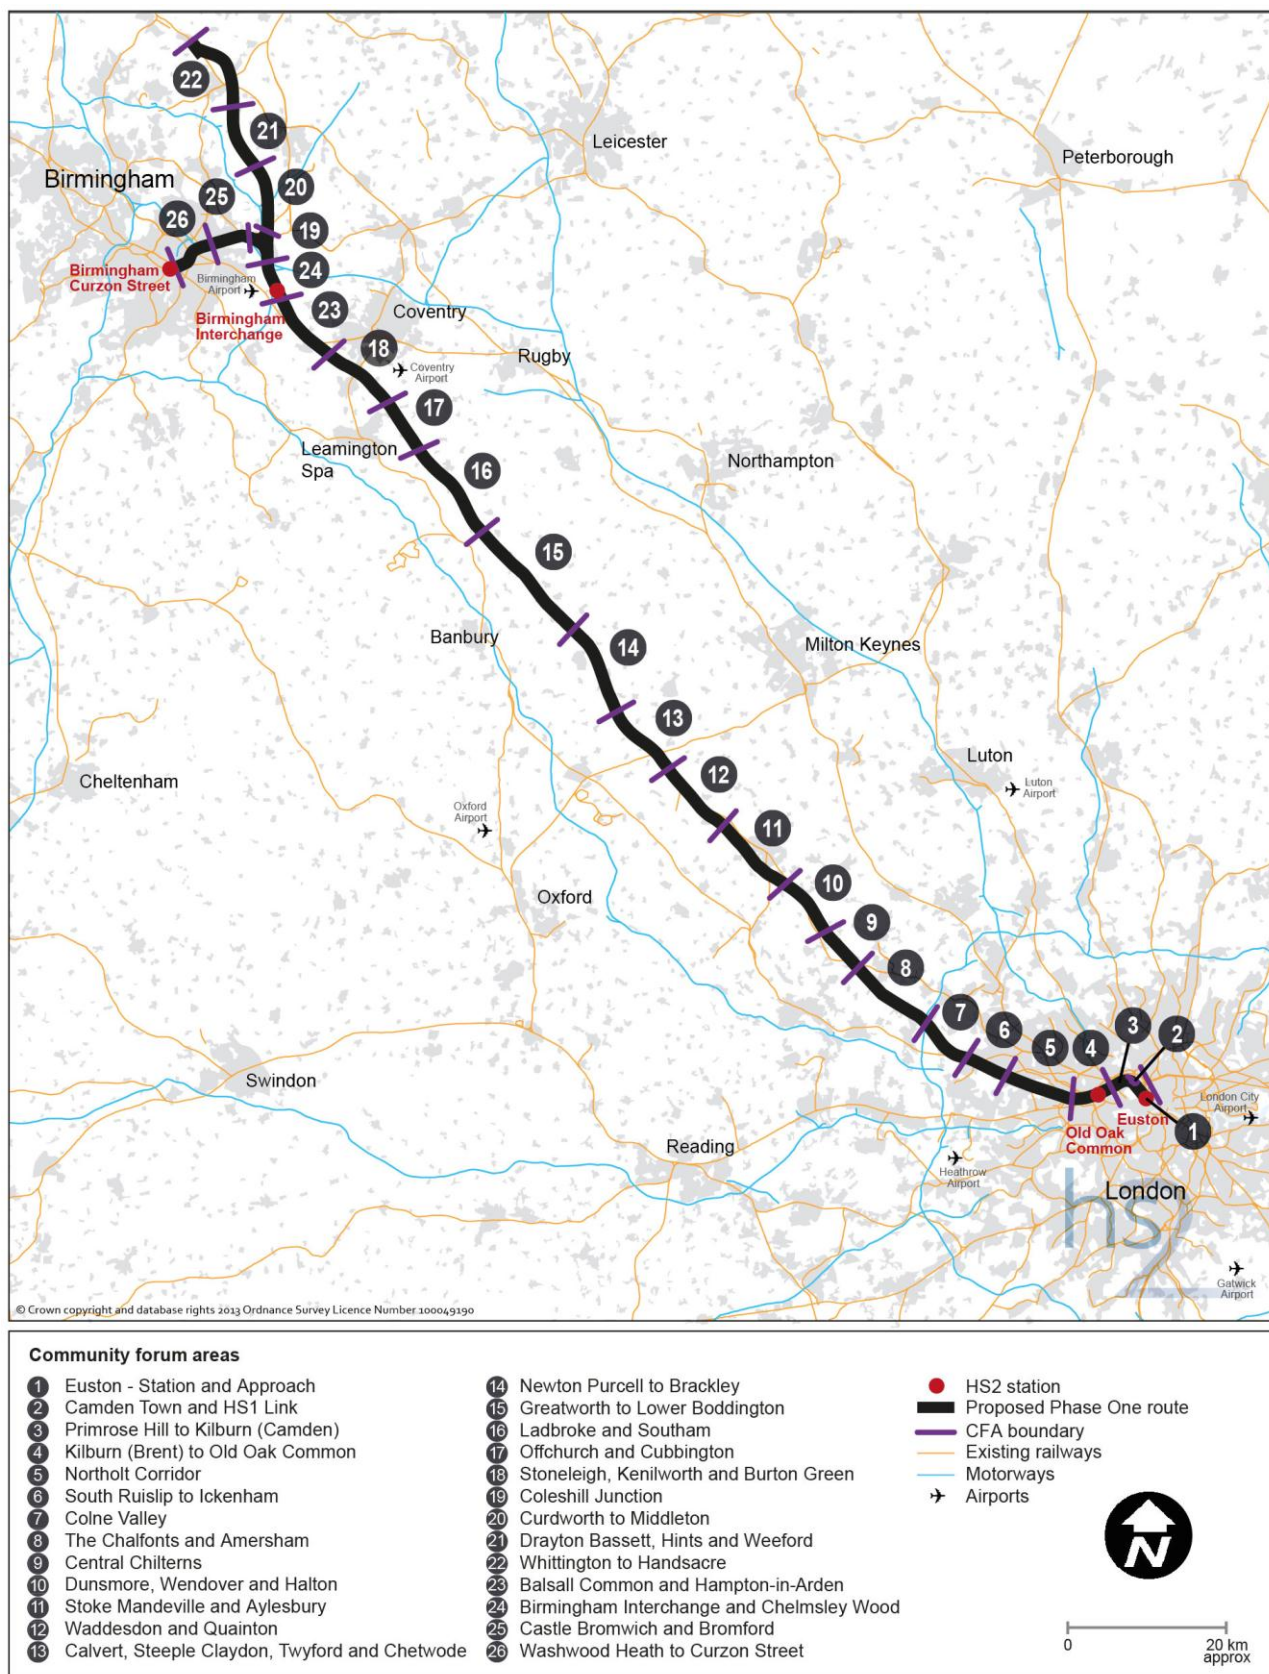 22
21
Leicester
Peterborough
Birmingham
20
25
26
19
24
Birmingham
Curzon Street
Birmingham
Airport
Birmingham
Interchange
23
Coventry
18
Coventry
Airport
Rugby
17
Leamington
Spa
16
Northampton
15
Banbury
14
Milton Keynes
13
12
Luton
Luton
Airport
Cheltenham
Oxford
Airport
11
10
Oxford
9
8
7
6
5
4
3
2
Swindon
London City
Airport
Euston
1
Old Oak
Common
Reading
Heathrow
Airport
London
hs2
Gatwick
Airport
© Crown copyright and database rights 2013 Ordnance Survey Licence Number 100049190
Community forum areas
1 Euston - Station and Approach
2 Camden Town and HS1 Link
3 Primrose Hill to Kilburn (Camden)
4 Kilburn (Brent) to Old Oak Common
5 Northolt Corridor
6 South Ruislip to Ickenham
7 Colne Valley
8 The Chalfonts and Amersham
9 Central Chilterns
10 Dunsmore, Wendover and Halton
11 Stoke Mandeville and Aylesbury
12 Waddesdon and Quainton
13 Calvert, Steeple Claydon, Twyford and Chetwode
14 Newton Purcell to Brackley
15 Greatworth to Lower Boddington
16 Ladbroke and Southam
17 Offchurch and Cubbington
18 Stoneleigh, Kenilworth and Burton Green
19 Coleshill Junction
20 Curdworth to Middleton
21 Drayton Bassett, Hints and Weeford
22 Whittington to Handsacre
23 Balsall Common and Hampton-in-Arden
24 Birmingham Interchange and Chelmsley Wood
25 Castle Bromwich and Bromford
26 Washwood Heath to Curzon Street
HS2 station
Proposed Phase One route
CFA boundary
Existing railways
Motorways
Airports
N
0 20 km
approx